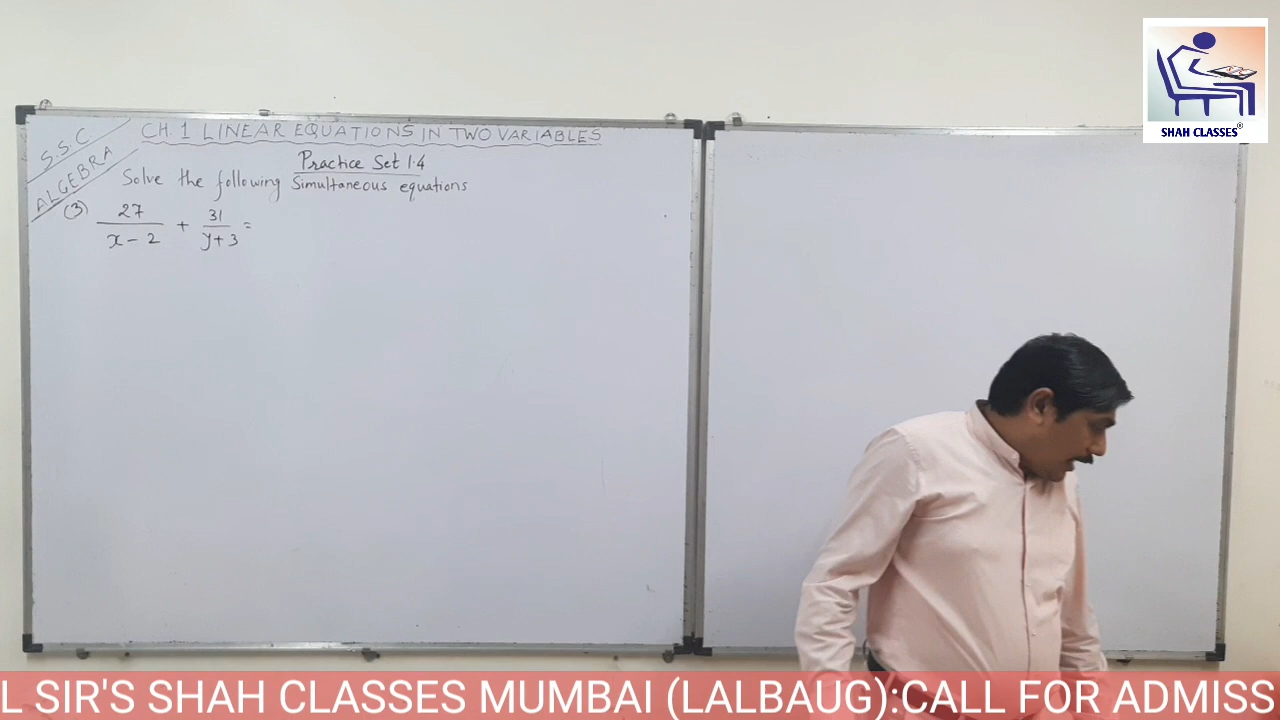 SHAH CLASSES®
S.S.C
ALGEBRA
CH. 1 LINEAR EQUATIONS IN TWO VARIABLES
Practice Set 1.4
Solve the following Simultaneous equations
(3) 27/(x-2) + 31/(y+3) =
L SIR'S SHAH CLASSES MUMBAI (LALBAUG):CALL FOR ADMISS